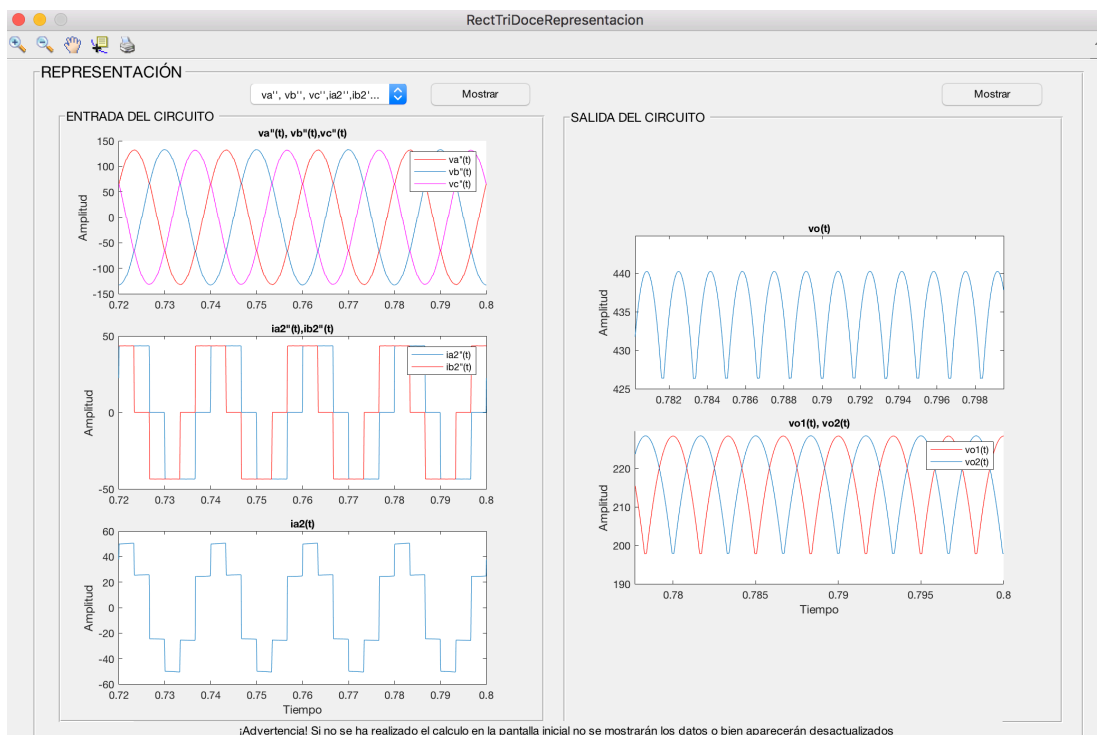 RectTriDoceRepresentacion
REPRESENTACIÓN
va'', vb'', vc'',ia2'',ib2'...
Mostrar
Mostrar
ENTRADA DEL CIRCUITO
va"(t), vb"(t),vc"(t)
Amplitud
150
100
50
0
-50
-100
-150
va"(t)
vb"(t)
vc"(t)
0.72 0.73 0.74 0.75 0.76 0.77 0.78 0.79 0.8
ia2"(t),ib2"(t)
Amplitud
50
0
-50
ia2"(t)
ib2"(t)
0.72 0.73 0.74 0.75 0.76 0.77 0.78 0.79 0.8
ia2(t)
Amplitud
60
40
20
0
-20
-40
-60
0.72 0.73 0.74 0.75 0.76 0.77 0.78 0.79 0.8
Tiempo
SALIDA DEL CIRCUITO
vo(t)
Amplitud
440
435
430
425
0.782 0.784 0.786 0.788 0.79 0.792 0.794 0.796 0.798
vo1(t), vo2(t)
Amplitud
220
210
200
190
vo1(t)
vo2(t)
0.78 0.785 0.79 0.795 0.8
Tiempo
¡Advertencia! Si no se ha realizado el calculo en la pantalla inicial no se mostrarán los datos o bien aparecerán desactualizados